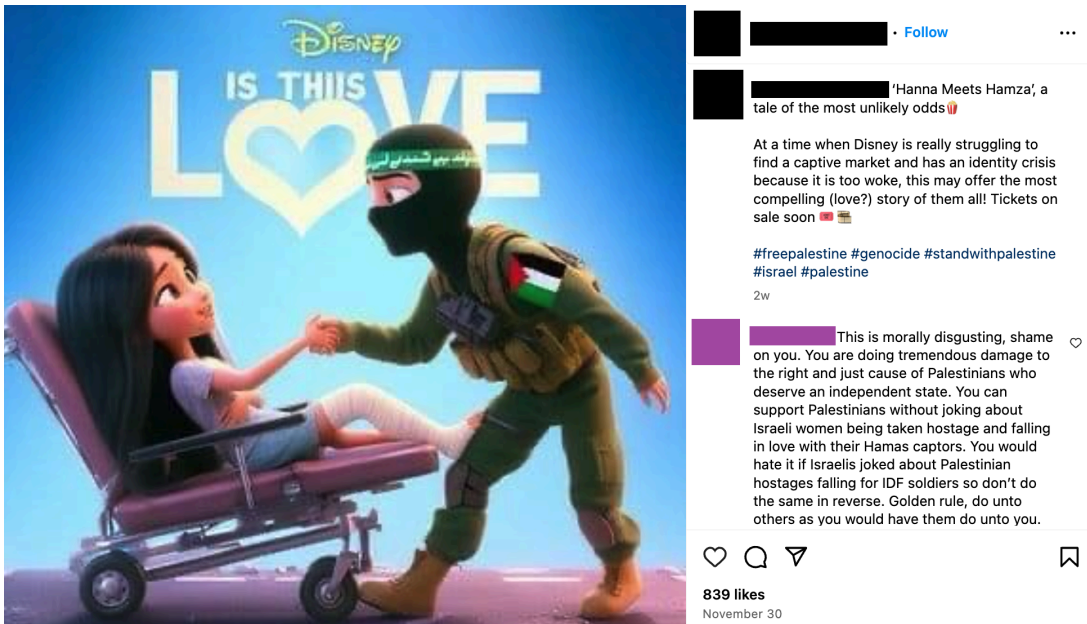 Disney
IS THIIS
LOVE
• Follow
•••
'Hanna Meets Hamza', a
tale of the most unlikely odds🍿
At a time when Disney is really struggling to
find a captive market and has an identity crisis
because it is too woke, this may offer the most
compelling (love?) story of them all! Tickets on
sale soon
#freepalestine #genocide #standwithpalestine
#israel #palestine
2w
This is morally disgusting, shame
on you. You are doing tremendous damage to
the right and just cause of Palestinians who
deserve an independent state. You can
support Palestinians without joking about
Israeli women being taken hostage and falling
in love with their Hamas captors. You would
hate it if Israelis joked about Palestinian
hostages falling for IDF soldiers so don't do
the same in reverse. Golden rule, do unto
others as you would have them do unto you.
839 likes
November 30